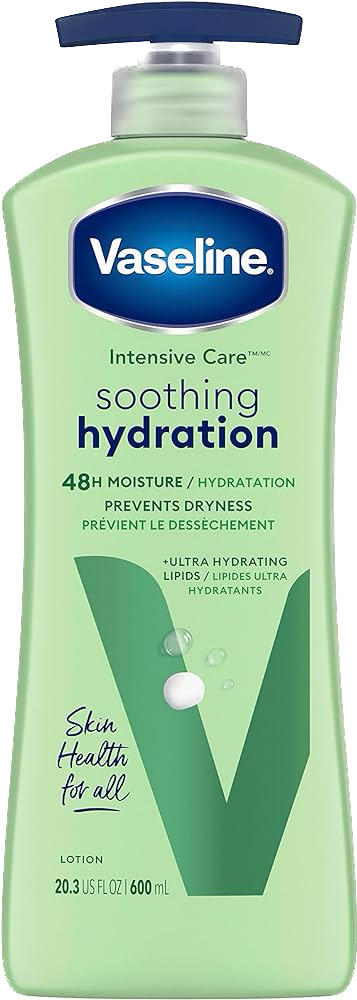 Vaseline®
Intensive Care™/MC
soothing
hydration
48H MOISTURE / HYDRATATION
PREVENTS DRYNESS
PRÉVIENT LE DESSÈCHEMENT
+ULTRA HYDRATING
LIPIDS / LIPIDES ULTRA
HYDRATANTS
Skin
Health
for all
LOTION
20.3 US FL OZ | 600 mL